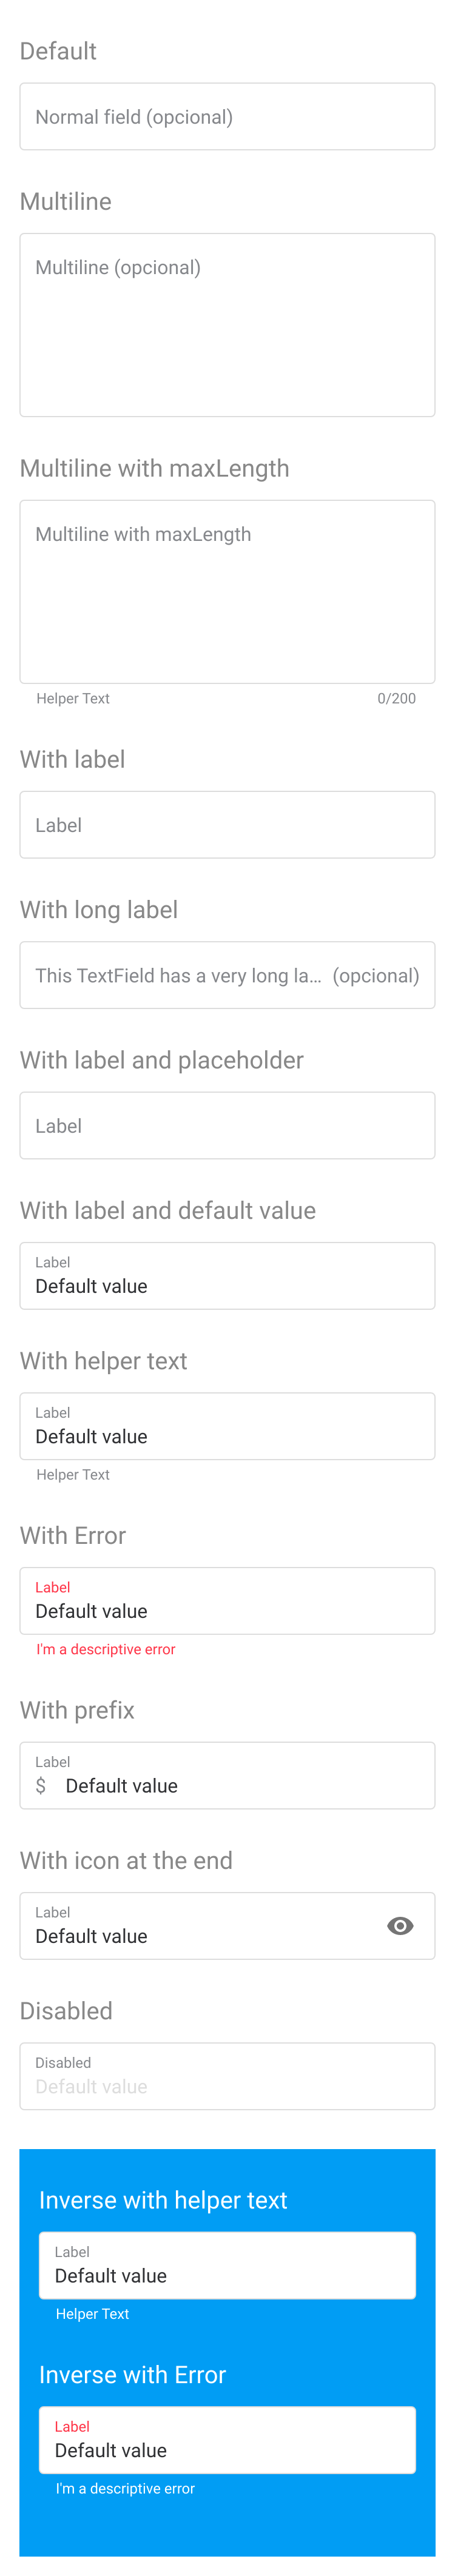 Default
Normal field (opcional)
Multiline
Multiline (opcional)
Multiline with maxLength
Multiline with maxLength
Helper Text 0/200
With label
Label
With long label
This TextField has a very long la... (opcional)
With label and placeholder
Label
With label and default value
Label
Default value
With helper text
Label
Default value
Helper Text
With Error
Label
Default value
I'm a descriptive error
With prefix
Label
$ Default value
With icon at the end
Label
Default value
Disabled
Disabled
Default value
Inverse with helper text
Label
Default value
Helper Text
Inverse with Error
Label
Default value
I'm a descriptive error